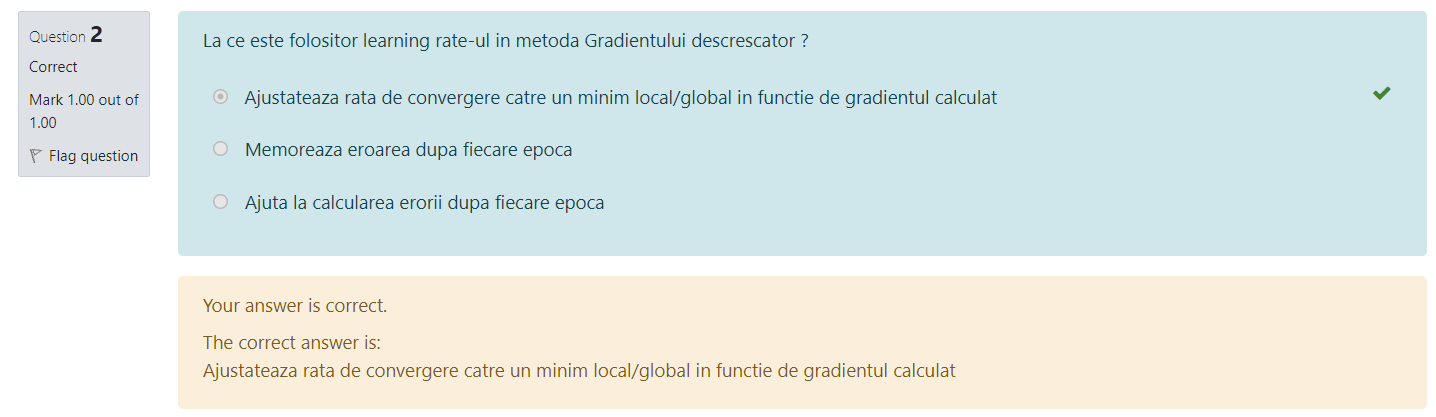 Question 2
Correct
Mark 1.00 out of
1.00
Flag question
La ce este folositor learning rate-ul in metoda Gradientului descrescator ?
Ajustateaza rata de convergere catre un minim local/global in functie de gradientul calculat
Memoreaza eroarea dupa fiecare epoca
Ajuta la calcularea erorii dupa fiecare epoca
Your answer is correct.
The correct answer is:
Ajustateaza rata de convergere catre un minim local/global in functie de gradientul calculat